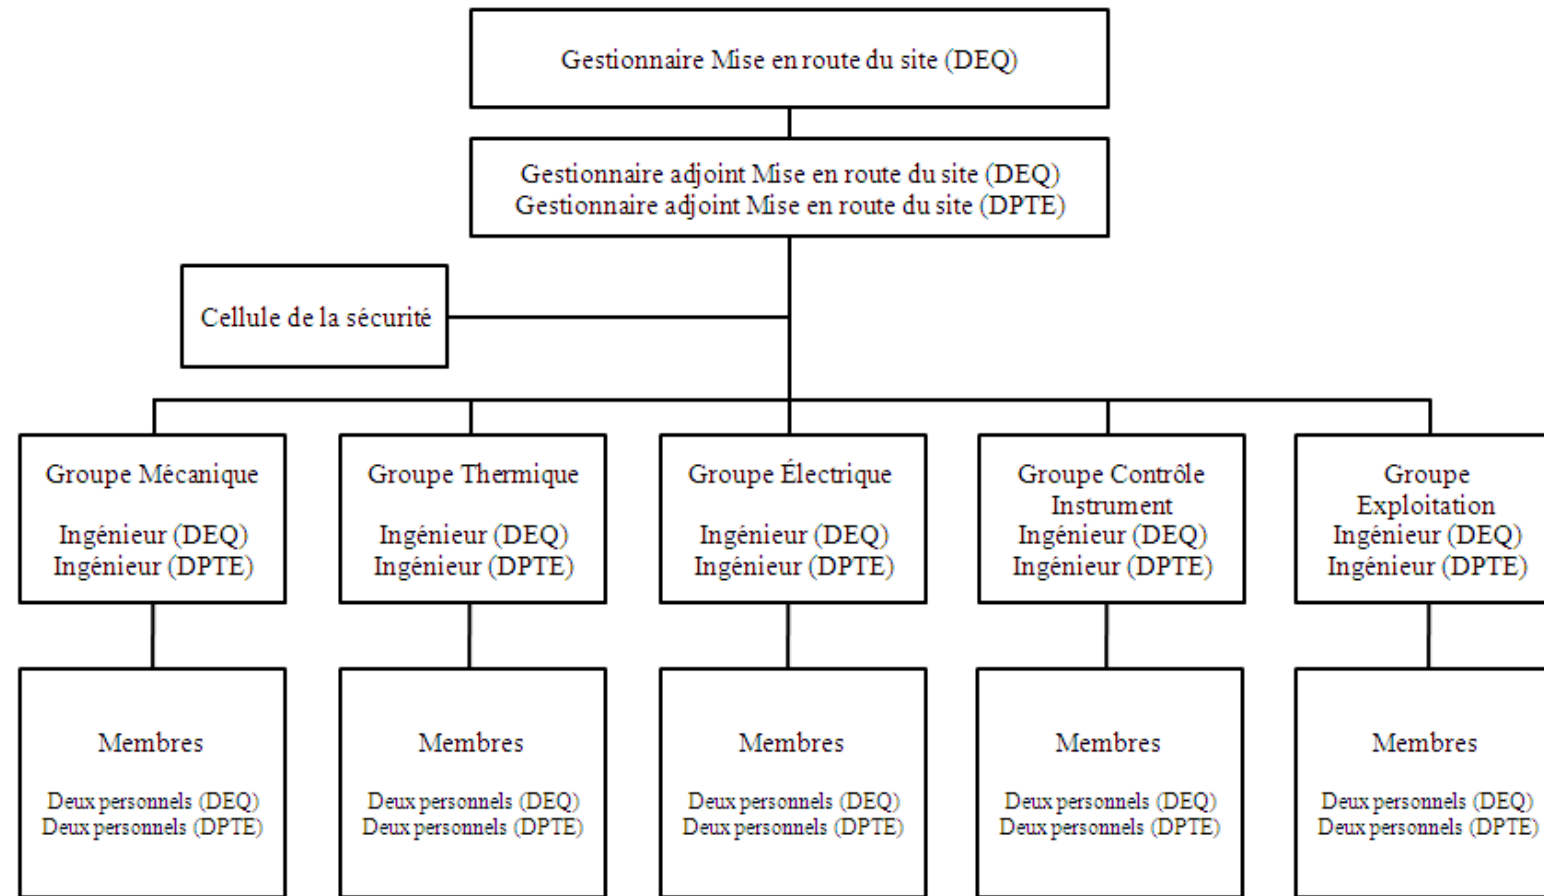 Gestionnaire Mise en route du site (DEQ)
Gestionnaire adjoint Mise en route du site (DEQ)
Gestionnaire adjoint Mise en route du site (DPTE)
Cellule de la sécurité
Groupe Mécanique
Ingénieur (DEQ)
Ingénieur (DPTE)
Groupe Thermique
Ingénieur (DEQ)
Ingénieur (DPTE)
Groupe Électrique
Ingénieur (DEQ)
Ingénieur (DPTE)
Groupe Contrôle
Instrument
Ingénieur (DEQ)
Ingénieur (DPTE)
Groupe
Exploitation
Ingénieur (DEQ)
Ingénieur (DPTE)
Membres
Deux personnels (DEQ)
Deux personnels (DPTE)
Membres
Deux personnels (DEQ)
Deux personnels (DPTE)
Membres
Deux personnels (DEQ)
Deux personnels (DPTE)
Membres
Deux personnels (DEQ)
Deux personnels (DPTE)
Membres
Deux personnels (DEQ)
Deux personnels (DPTE)